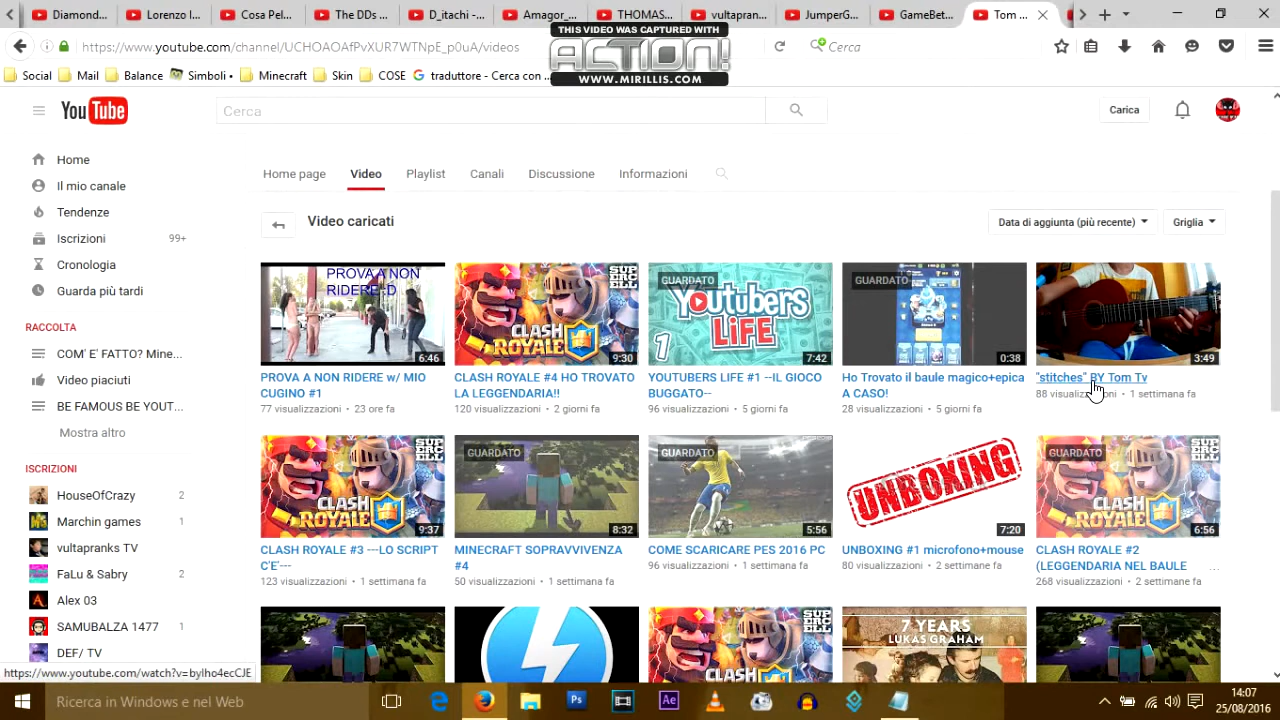 Diamond...
Lorenzo I...
Cosa Pel...
The DDs ...
D_itachi -...
Amagor_...
THOMAS...
vultapran...
JumperG...
GameBet...
Tom ...
THIS VIDEO WAS CAPTURED WITH
ACTION!
WWW.MIRILLIS.COM
Cerca
Social
Mail
Balance
Simboli •
Minecraft
Skin
COSE
traduttore - Cerca con ...
YouTube
Cerca
Carica
Home
Il mio canale
Tendenze
Iscrizioni 99+
Cronologia
Guarda più tardi
RACCOLTA
COM' E' FATTO? Mine...
Video piaciuti
BE FAMOUS BE YOUT...
Mostra altro
ISCRIZIONI
HouseOfCrazy 2
Marchin games 1
vultapranks TV
FaLu & Sabry 2
Alex 03
SAMUBALZA 1477 1
DEF/ TV
Home page Video Playlist Canali Discussione Informazioni
Video caricati
Data di aggiunta (più recente)
Griglia
PROVA A NON
RIDERE :D
6:46
PROVA A NON RIDERE w/ MIO
CUGINO #1
77 visualizzazioni • 23 ore fa
SUPERCELL
CLASH ROYALE
9:30
CLASH ROYALE #4 HO TROVATO
LA LEGGENDARIA!!
120 visualizzazioni • 2 giorni fa
GUARDATO
YOUTUBERS
LIFE
1
7:42
YOUTUBERS LIFE #1 --IL GIOCO
BUGGATO--
96 visualizzazioni • 5 giorni fa
GUARDATO
0:38
Ho Trovato il baule magico+epica
A CASO!
28 visualizzazioni • 5 giorni fa
3:49
"stitches" BY Tom Tv
88 visualizzazioni • 1 settimana fa
SUPERCELL
CLASH ROYALE
9:37
CLASH ROYALE #3 ---LO SCRIPT
C'E'---
123 visualizzazioni • 1 settimana fa
GUARDATO
8:32
MINECRAFT SOPRAVVIVENZA
#4
50 visualizzazioni • 1 settimana fa
GUARDATO
5:56
COME SCARICARE PES 2016 PC
96 visualizzazioni • 1 settimana fa
UNBOXING
7:20
UNBOXING #1 microfono+mouse
80 visualizzazioni • 2 settimane fa
GUARDATO
SUPERCELL
CLASH ROYALE
6:56
CLASH ROYALE #2
(LEGGENDARIA NEL BAULE ...
268 visualizzazioni • 2 settimane fa
SUPERCELL
CLASH
7 YEARS
LUKAS GRAHAM
Ricerca in Windows e nel Web
Ps
Ae
14:07
25/08/2016